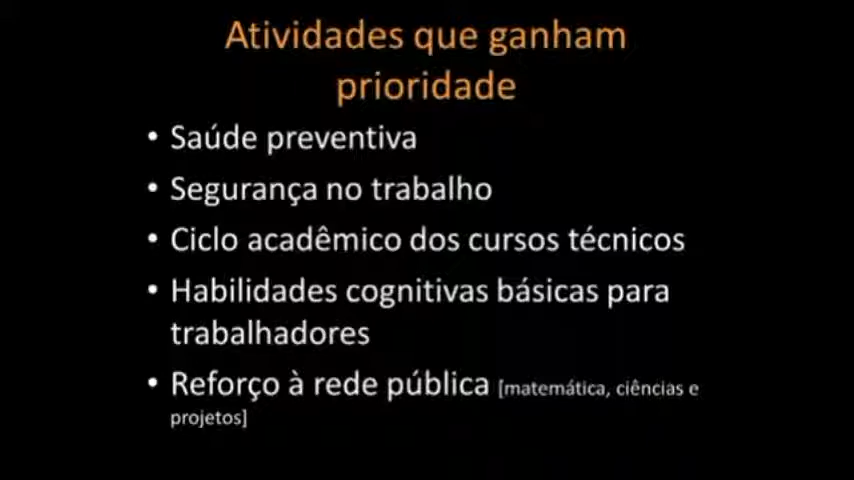 Atividades que ganham
prioridade
• Saúde preventiva
• Segurança no trabalho
• Ciclo acadêmico dos cursos técnicos
• Habilidades cognitivas básicas para
trabalhadores
• Reforço à rede pública [matemática, ciências e
projetos]